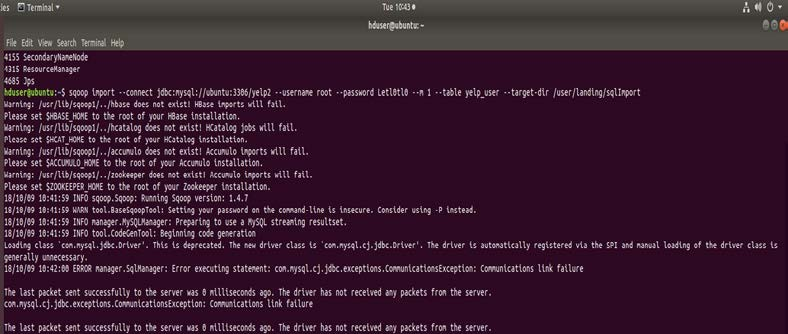 ies Terminal Tue 10:43
hduser@ubuntu: ~
File Edit View Search Terminal Help
4155 SecondaryNameNode
4315 ResourceManager
4685 Jps
hduser@ubuntu:~$ sqoop import --connect jdbc:mysql://ubuntu:3306/yelp2 --username root --password Letl0tl0 --m 1 --table yelp_user --target-dir /user/landing/sqlImport
Warning: /usr/lib/sqoop1/../hbase does not exist! HBase imports will fail.
Please set $HBASE_HOME to the root of your HBase installation.
Warning: /usr/lib/sqoop1/../hcatalog does not exist! HCatalog jobs will fail.
Please set $HCAT_HOME to the root of your HCatalog installation.
Warning: /usr/lib/sqoop1/../accumulo does not exist! Accumulo imports will fail.
Please set $ACCUMULO_HOME to the root of your Accumulo installation.
Warning: /usr/lib/sqoop1/../zookeeper does not exist! Accumulo imports will fail.
Please set $ZOOKEEPER_HOME to the root of your Zookeeper installation.
18/10/09 10:41:59 INFO sqoop.Sqoop: Running Sqoop version: 1.4.7
18/10/09 10:41:59 WARN tool.BaseSqoopTool: Setting your password on the command-line is insecure. Consider using -P instead.
18/10/09 10:41:59 INFO manager.MySQLManager: Preparing to use a MySQL streaming resultset.
18/10/09 10:41:59 INFO tool.CodeGenTool: Beginning code generation
Loading class `com.mysql.jdbc.Driver'. This is deprecated. The new driver class is `com.mysql.cj.jdbc.Driver'. The driver is automatically registered via the SPI and manual loading of the driver class is
generally unnecessary.
18/10/09 10:42:00 ERROR manager.SqlManager: Error executing statement: com.mysql.cj.jdbc.exceptions.CommunicationsException: Communications link failure
The last packet sent successfully to the server was 0 milliseconds ago. The driver has not received any packets from the server.
com.mysql.cj.jdbc.exceptions.CommunicationsException: Communications link failure
The last packet sent successfully to the server was 0 milliseconds ago. The driver has not received any packets from the server.